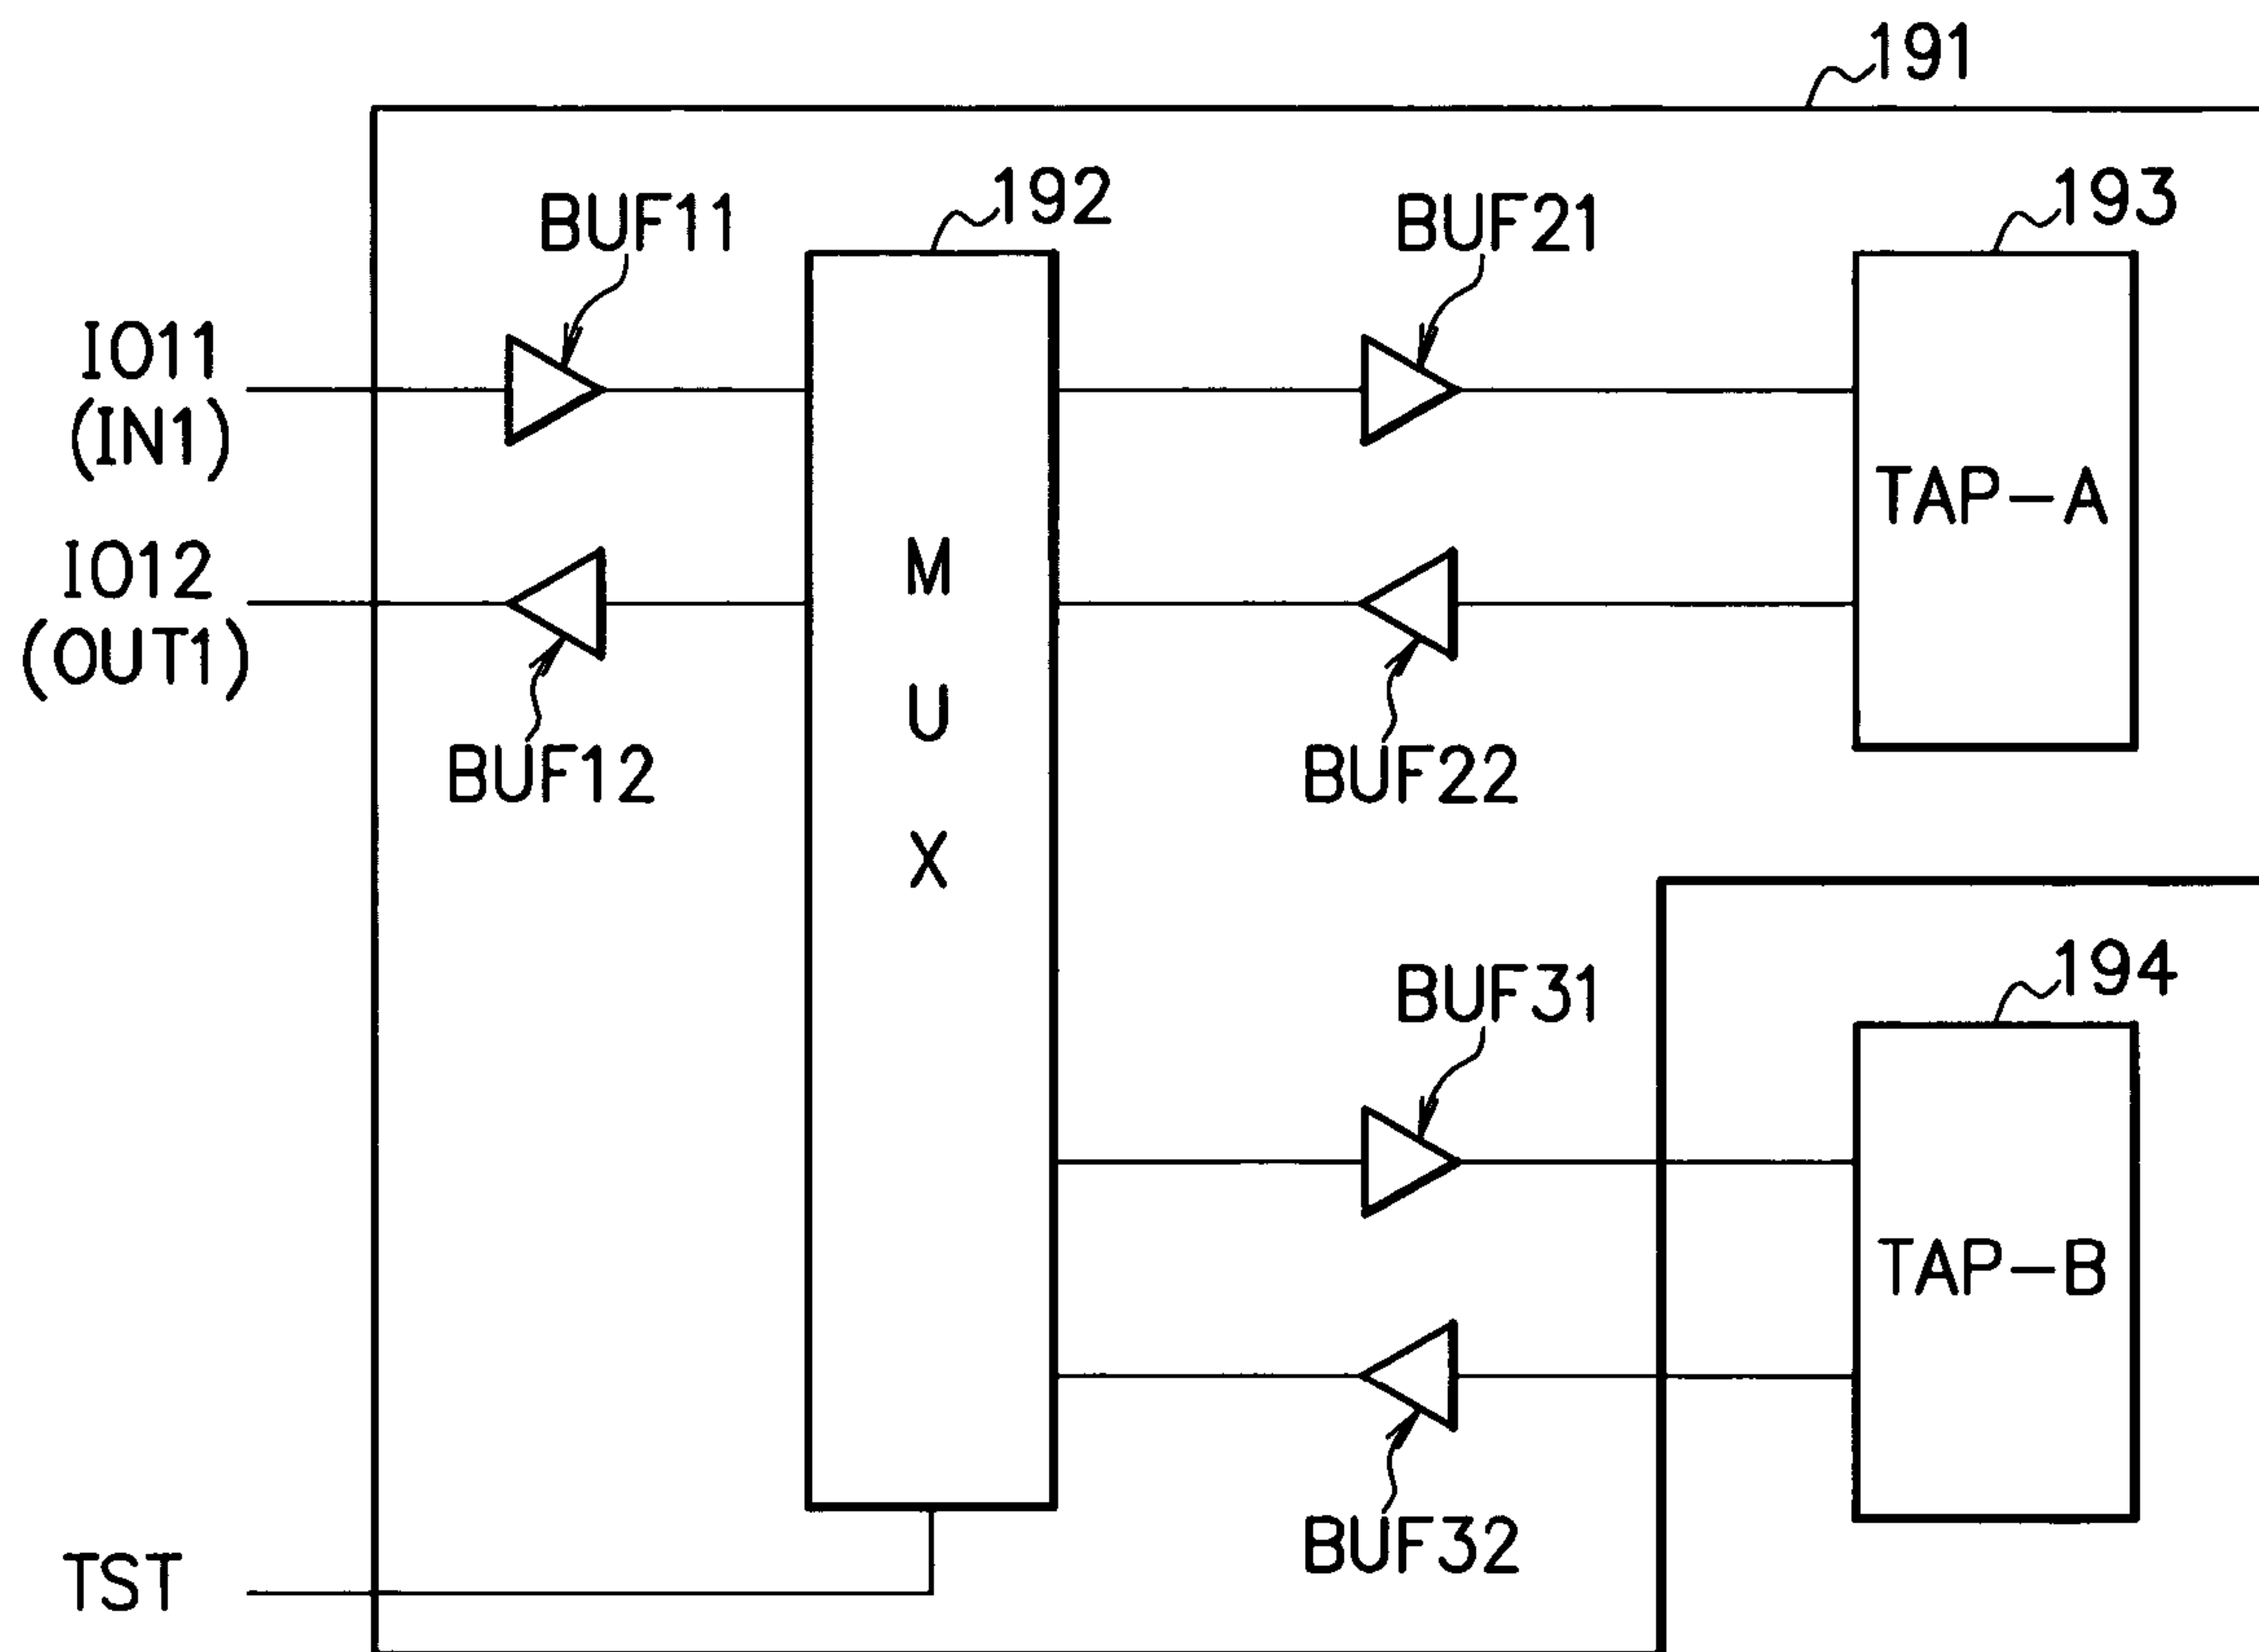 191
192
193
BUF11
BUF21
IO11
(IN1)
TAP-A
IO12
(OUT1)
M
U
X
BUF12
BUF22
194
BUF31
TAP-B
BUF32
TST